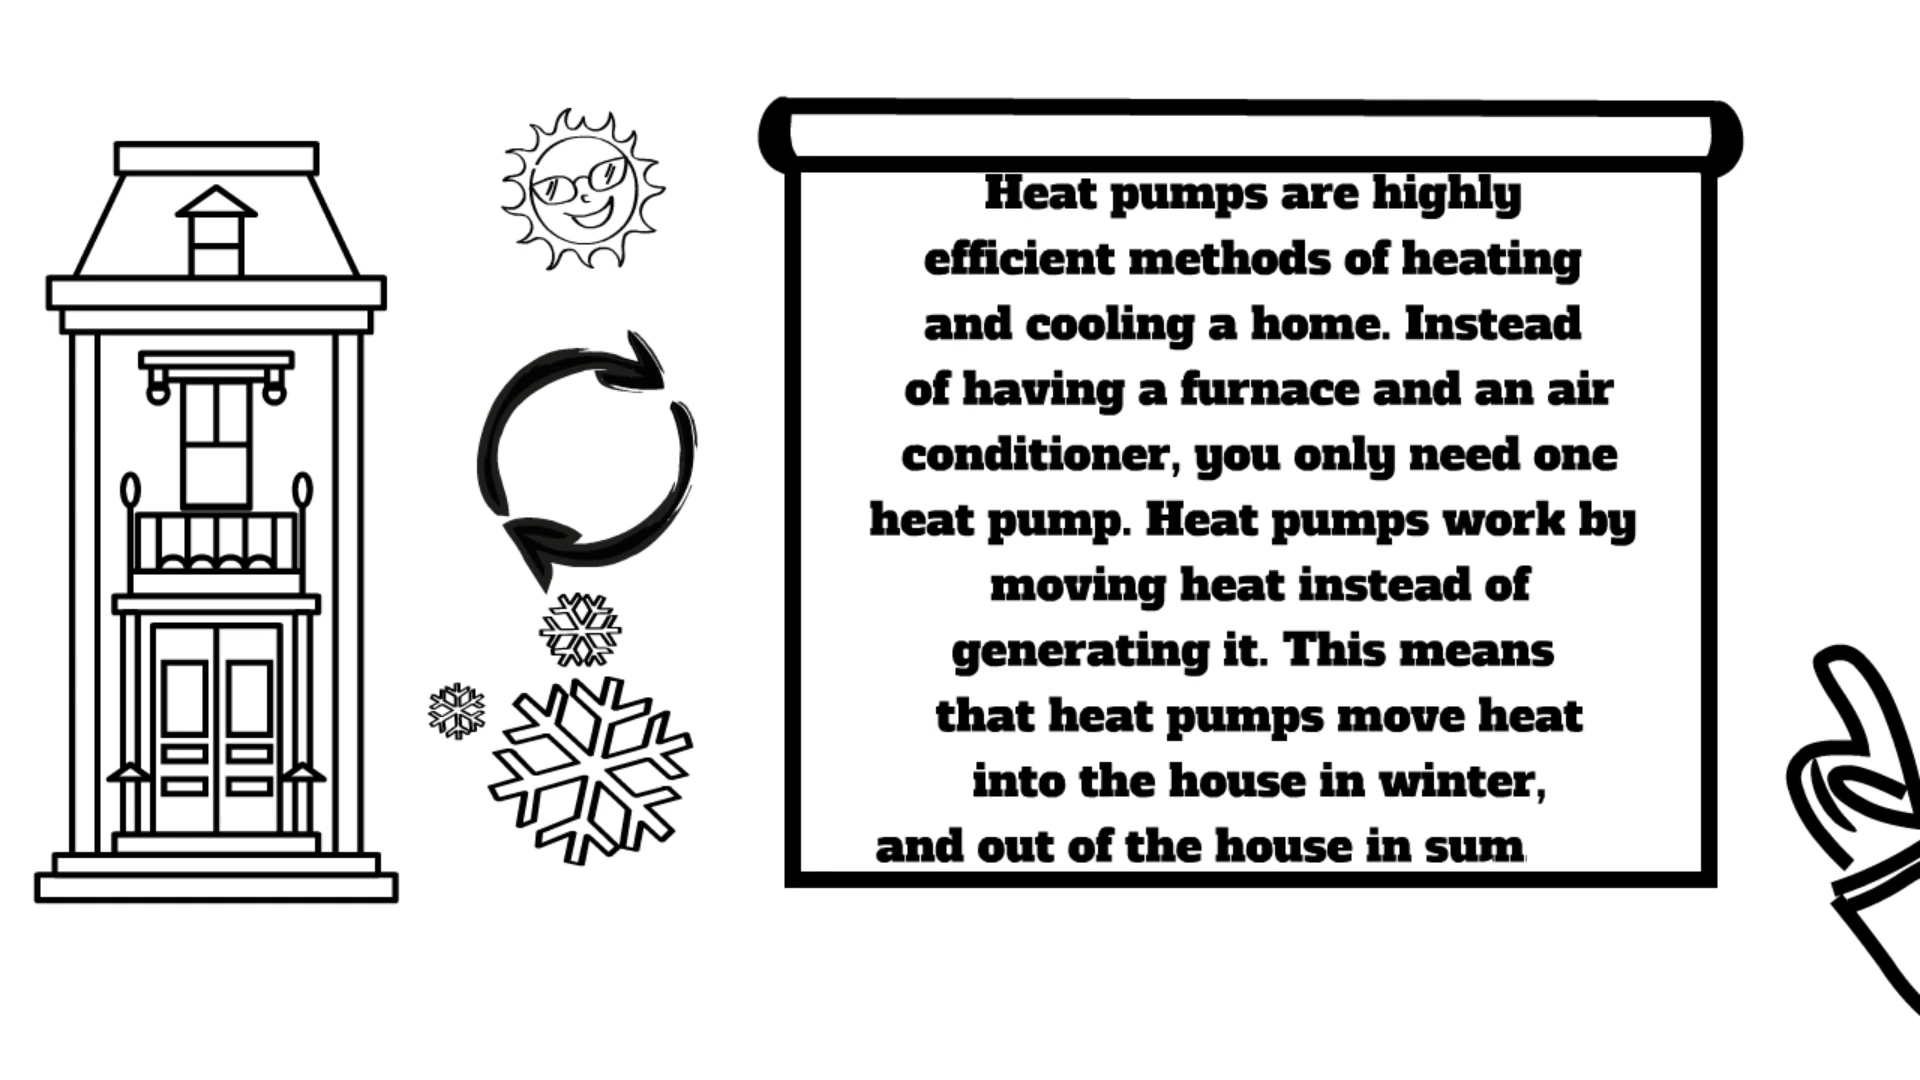 Heat pumps are highly
efficient methods of heating
and cooling a home. Instead
of having a furnace and an air
conditioner, you only need one
heat pump. Heat pumps work by
moving heat instead of
generating it. This means
that heat pumps move heat
into the house in winter,
and out of the house in sum